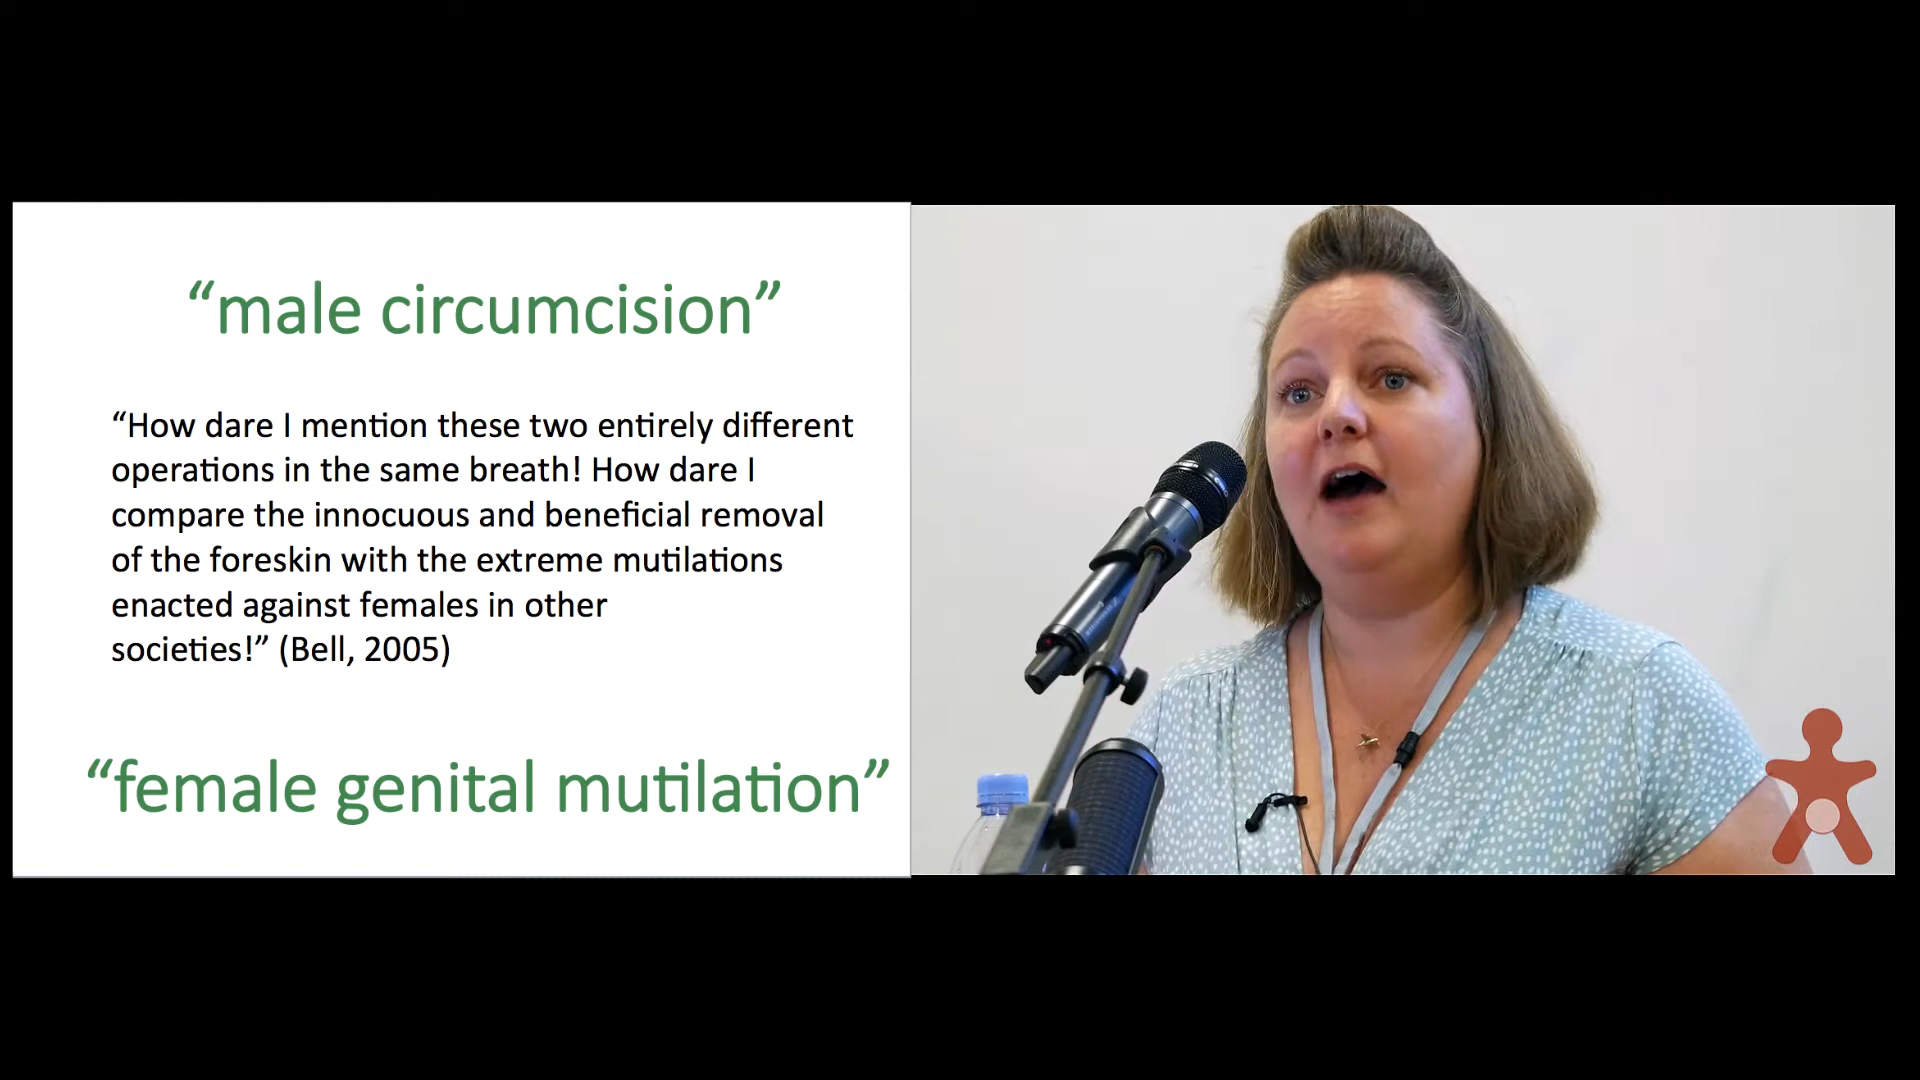 “male circumcision”
“How dare I mention these two entirely different
operations in the same breath! How dare I
compare the innocuous and beneficial removal
of the foreskin with the extreme mutilations
enacted against females in other
societies!” (Bell, 2005)
“female genital mutilation”